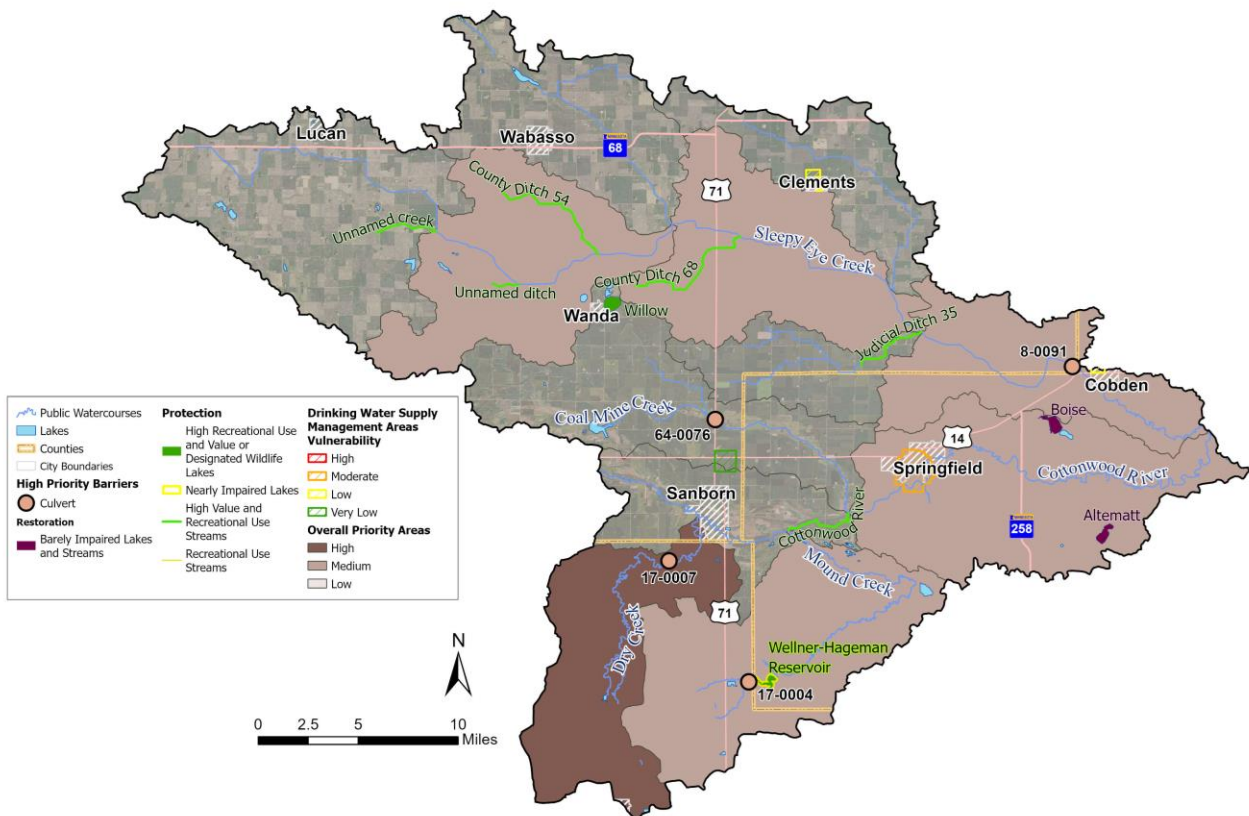 Lucan
Wabasso
68
71
Clements
County Ditch 54
Unnamed creek
Sleepy Eye Creek
County Ditch 68
Unnamed ditch
Willow
Wanda
Judicial Ditch 35
8-0091
Cobden
Boise
Coal Mine Creek
64-0076
14
Springfield
Cottonwood River
Sanborn
Cottonwood River
258
Altematt
Mound Creek
17-0007
71
Dry Creek
Wellner-Hageman
Reservoir
17-0004
Public Watercourses
Lakes
Counties
City Boundaries
High Priority Barriers
Culvert
Restoration
Barely Impaired Lakes
and Streams
Protection
High Recreational Use
and Value or
Designated Wildlife
Lakes
Nearly Impaired Lakes
High Value and
Recreational Use
Streams
Recreational Use
Streams
Drinking Water Supply
Management Areas
Vulnerability
High
Moderate
Low
Very Low
Overall Priority Areas
High
Medium
Low
N
0 2.5 5 10
Miles